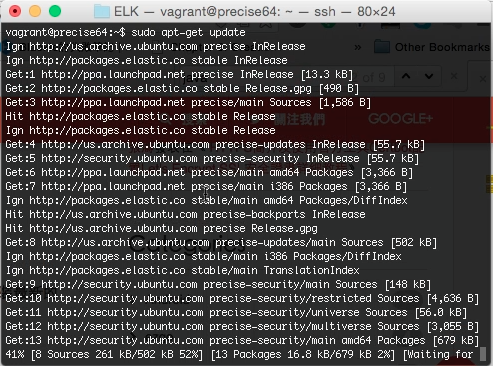 ELK — vagrant@precise64: ~ — ssh — 80×24
vagrant@precise64:~$ sudo apt-get update
Ign http://us.archive.ubuntu.com precise InRelease
Ign http://packages.elastic.co stable InRelease
Get:1 http://ppa.launchpad.net precise InRelease [13.3 kB]
Get:2 http://packages.elastic.co stable Release.gpg [490 B]
Get:3 http://ppa.launchpad.net precise/main Sources [1,586 B]
Hit http://packages.elastic.co stable Release
Ign http://packages.elastic.co stable Release
Get:4 http://us.archive.ubuntu.com precise-updates InRelease [55.7 kB]
Get:5 http://security.ubuntu.com precise-security InRelease [55.7 kB]
Get:6 http://ppa.launchpad.net precise/main amd64 Packages [3,366 B]
Get:7 http://ppa.launchpad.net precise/main i386 Packages [3,366 B]
Ign http://packages.elastic.co stable/main amd64 Packages/DiffIndex
Hit http://us.archive.ubuntu.com precise-backports InRelease
Hit http://us.archive.ubuntu.com precise Release.gpg
Get:8 http://us.archive.ubuntu.com precise-updates/main Sources [502 kB]
Ign http://packages.elastic.co stable/main i386 Packages/DiffIndex
Ign http://packages.elastic.co stable/main TranslationIndex
Get:9 http://security.ubuntu.com precise-security/main Sources [148 kB]
Get:10 http://security.ubuntu.com precise-security/restricted Sources [4,636 B]
Get:11 http://security.ubuntu.com precise-security/universe Sources [56.0 kB]
Get:12 http://security.ubuntu.com precise-security/multiverse Sources [3,055 B]
Get:13 http://security.ubuntu.com precise-security/main amd64 Packages [679 kB]
41% [8 Sources 261 kB/502 kB 52%] [13 Packages 16.8 kB/679 kB 2%] [Waiting for
Other Bookmarks
of 9
GOOGLE+
Categories